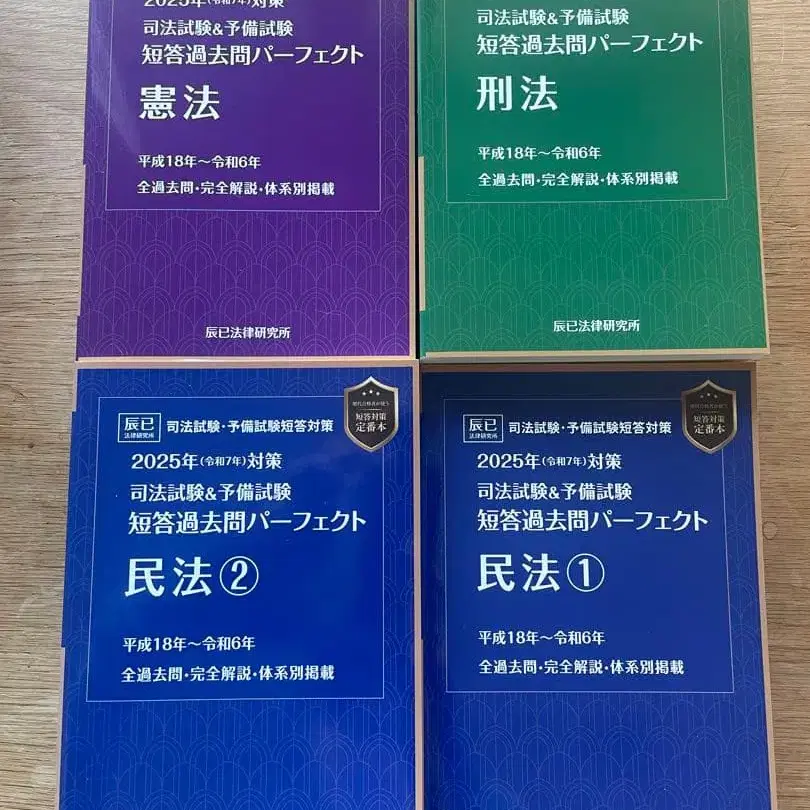 2025年(令和7年)対策
司法試験&予備試験
短答過去問パーフェクト
憲法
平成18年～令和6年
全過去問・完全解説・体系別掲載
辰已法律研究所
司法試験&予備試験
短答過去問パーフェクト
刑法
平成18年～令和6年
全過去問・完全解説・体系別掲載
辰已法律研究所
辰已
法律研究所
司法試験・予備試験短答対策
短答対策
定番本
2025年(令和7年)対策
司法試験&予備試験
短答過去問パーフェクト
民法②
平成18年～令和6年
全過去問・完全解説・体系別掲載
辰已
法律研究所
司法試験・予備試験短答対策
短答対策
定番本
2025年(令和7年)対策
司法試験&予備試験
短答過去問パーフェクト
民法①
平成18年～令和6年
全過去問・完全解説・体系別掲載